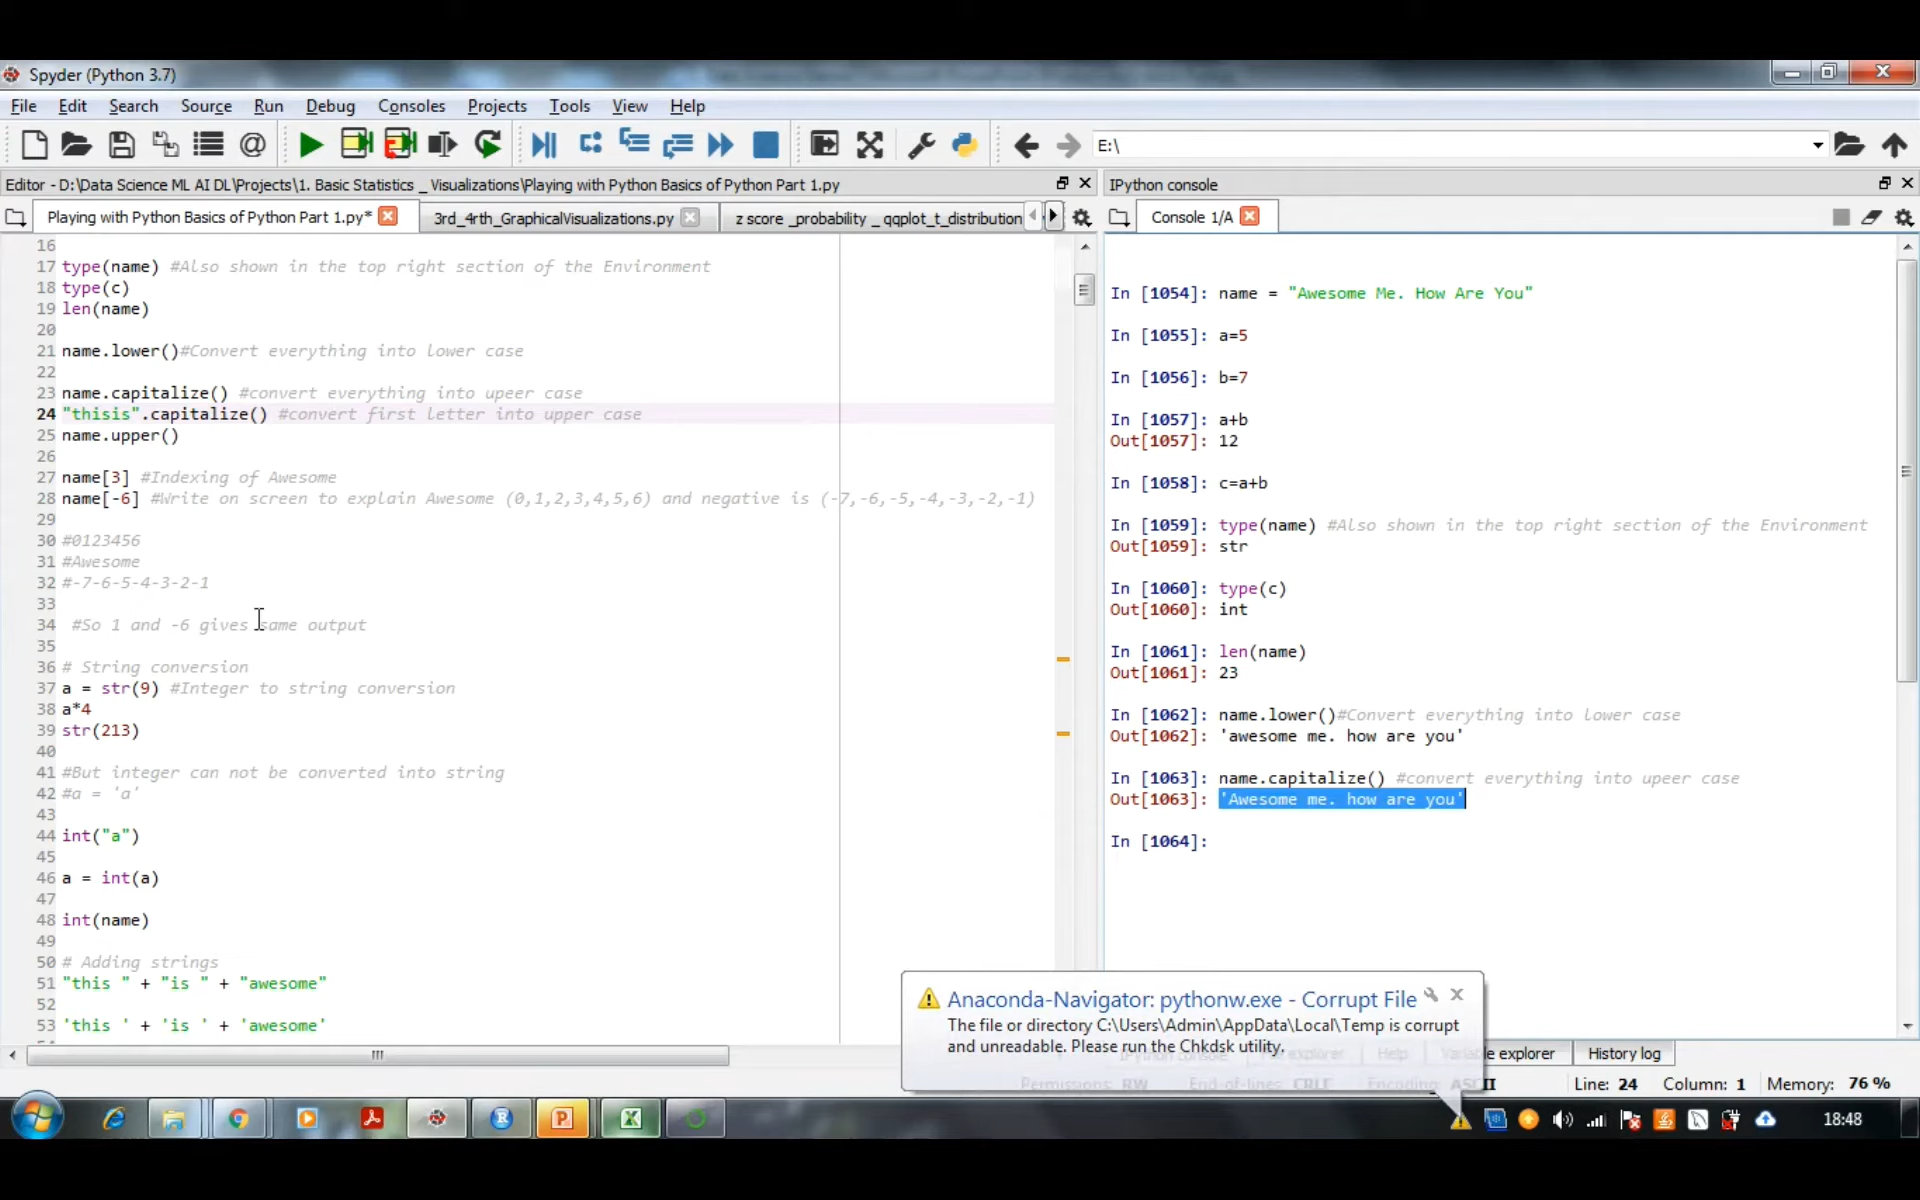 Spyder (Python 3.7)
File Edit Search Source Run Debug Consoles Projects Tools View Help
E:\
Editor - D:\Data Science ML AI DL\Projects\1. Basic Statistics _ Visualizations\Playing with Python Basics of Python Part 1.py
Playing with Python Basics of Python Part 1.py* 3rd_4rth_GraphicalVisualizations.py z score _probability _ qqplot_t_distribution
16
17 type(name) #Also shown in the top right section of the Environment
18 type(c)
19 len(name)
20
21 name.lower()#Convert everything into lower case
22
23 name.capitalize() #convert everything into upeer case
24 "thisis".capitalize() #convert first letter into upper case
25 name.upper()
26
27 name[3] #Indexing of Awesome
28 name[-6] #Write on screen to explain Awesome (0,1,2,3,4,5,6) and negative is (-7,-6,-5,-4,-3,-2,-1)
29
30 #0123456
31 #Awesome
32 #-7-6-5-4-3-2-1
33
34 #So 1 and -6 gives same output
35
36 # String conversion
37 a = str(9) #Integer to string conversion
38 a*4
39 str(213)
40
41 #But integer can not be converted into string
42 #a = 'a'
43
44 int("a")
45
46 a = int(a)
47
48 int(name)
49
50 # Adding strings
51 "this " + "is " + "awesome"
52
53 'this ' + 'is ' + 'awesome'
IPython console
Console 1/A
In [1054]: name = "Awesome Me. How Are You"
In [1055]: a=5
In [1056]: b=7
In [1057]: a+b
Out[1057]: 12
In [1058]: c=a+b
In [1059]: type(name) #Also shown in the top right section of the Environment
Out[1059]: str
In [1060]: type(c)
Out[1060]: int
In [1061]: len(name)
Out[1061]: 23
In [1062]: name.lower()#Convert everything into lower case
Out[1062]: 'awesome me. how are you'
In [1063]: name.capitalize() #convert everything into upeer case
Out[1063]: 'Awesome me. how are you'
In [1064]:
Anaconda-Navigator: pythonw.exe - Corrupt File
The file or directory C:\Users\Admin\AppData\Local\Temp is corrupt
and unreadable. Please run the Chkdsk utility.
IPython console explorer Help Variable explorer History log
Permissions: RW End-of-lines: CRLF Encoding: ASCII Line: 24 Column: 1 Memory: 76 %
18:48